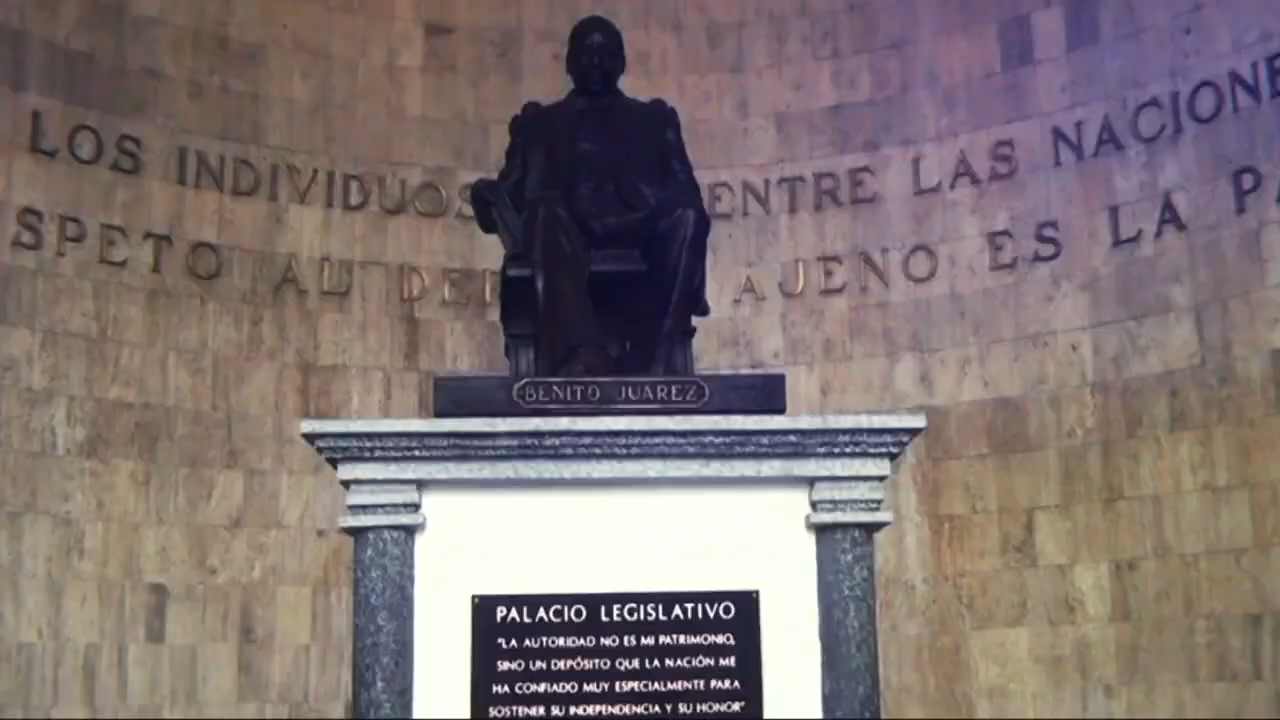 LOS INDIVIDUOS ENTRE LAS NACIONE
SPETO AL DE AJENO ES LA P
BENITO JUAREZ
PALACIO LEGISLATIVO
"LA AUTORIDAD NO ES MI PATRIMONIO,
SINO UN DEPÓSITO QUE LA NACIÓN ME
HA CONFIADO MUY ESPECIALMENTE PARA
SOSTENER SU INDEPENDENCIA Y SU HONOR"